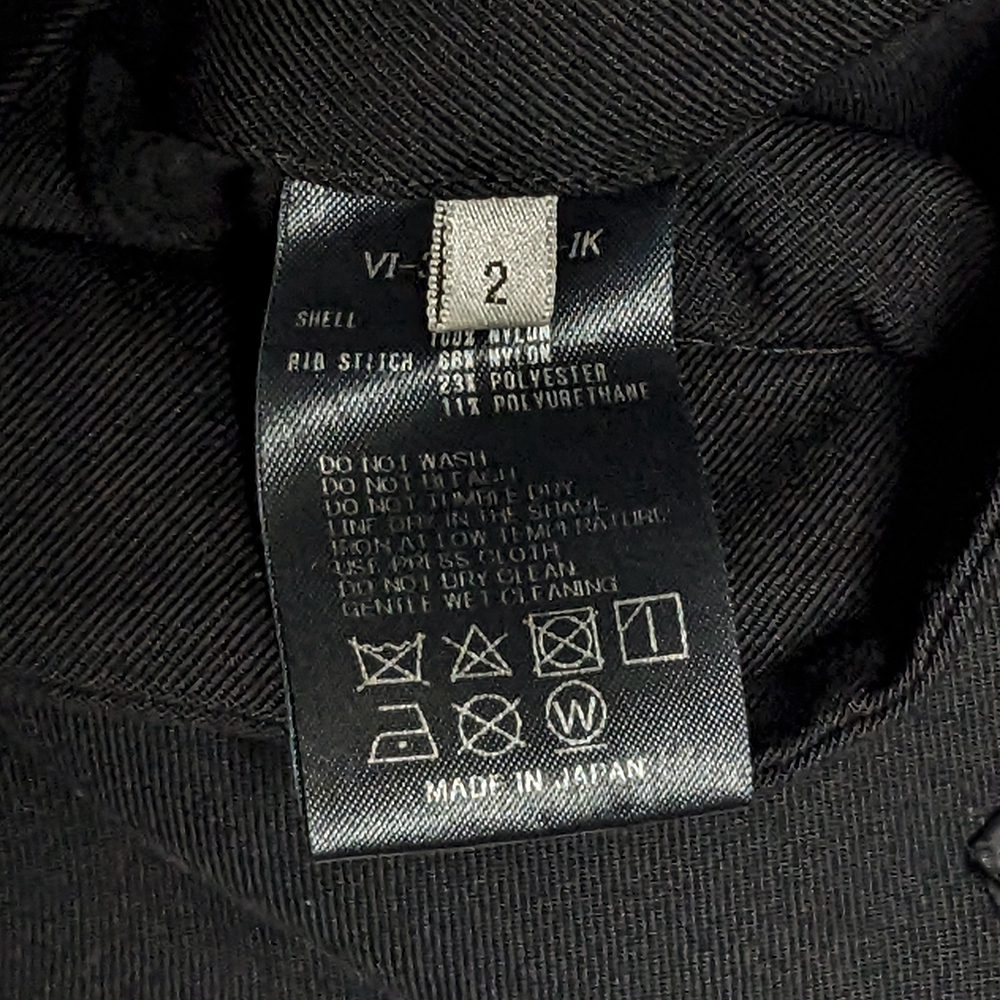 2
-IK
SHELL 100% NYLON
RIB STITCH 66% NYLON
23% POLYESTER
11% POLYURETHANE
DO NOT WASH
DO NOT BLEACH
DO NOT TUMBLE DRY
LINE DRY IN THE SHADE
IRON AT LOW TEMPERATURE
USE PRESS CLOTH
DO NOT DRY CLEAN
GENTLE WET CLEANING
W
MADE IN JAPAN